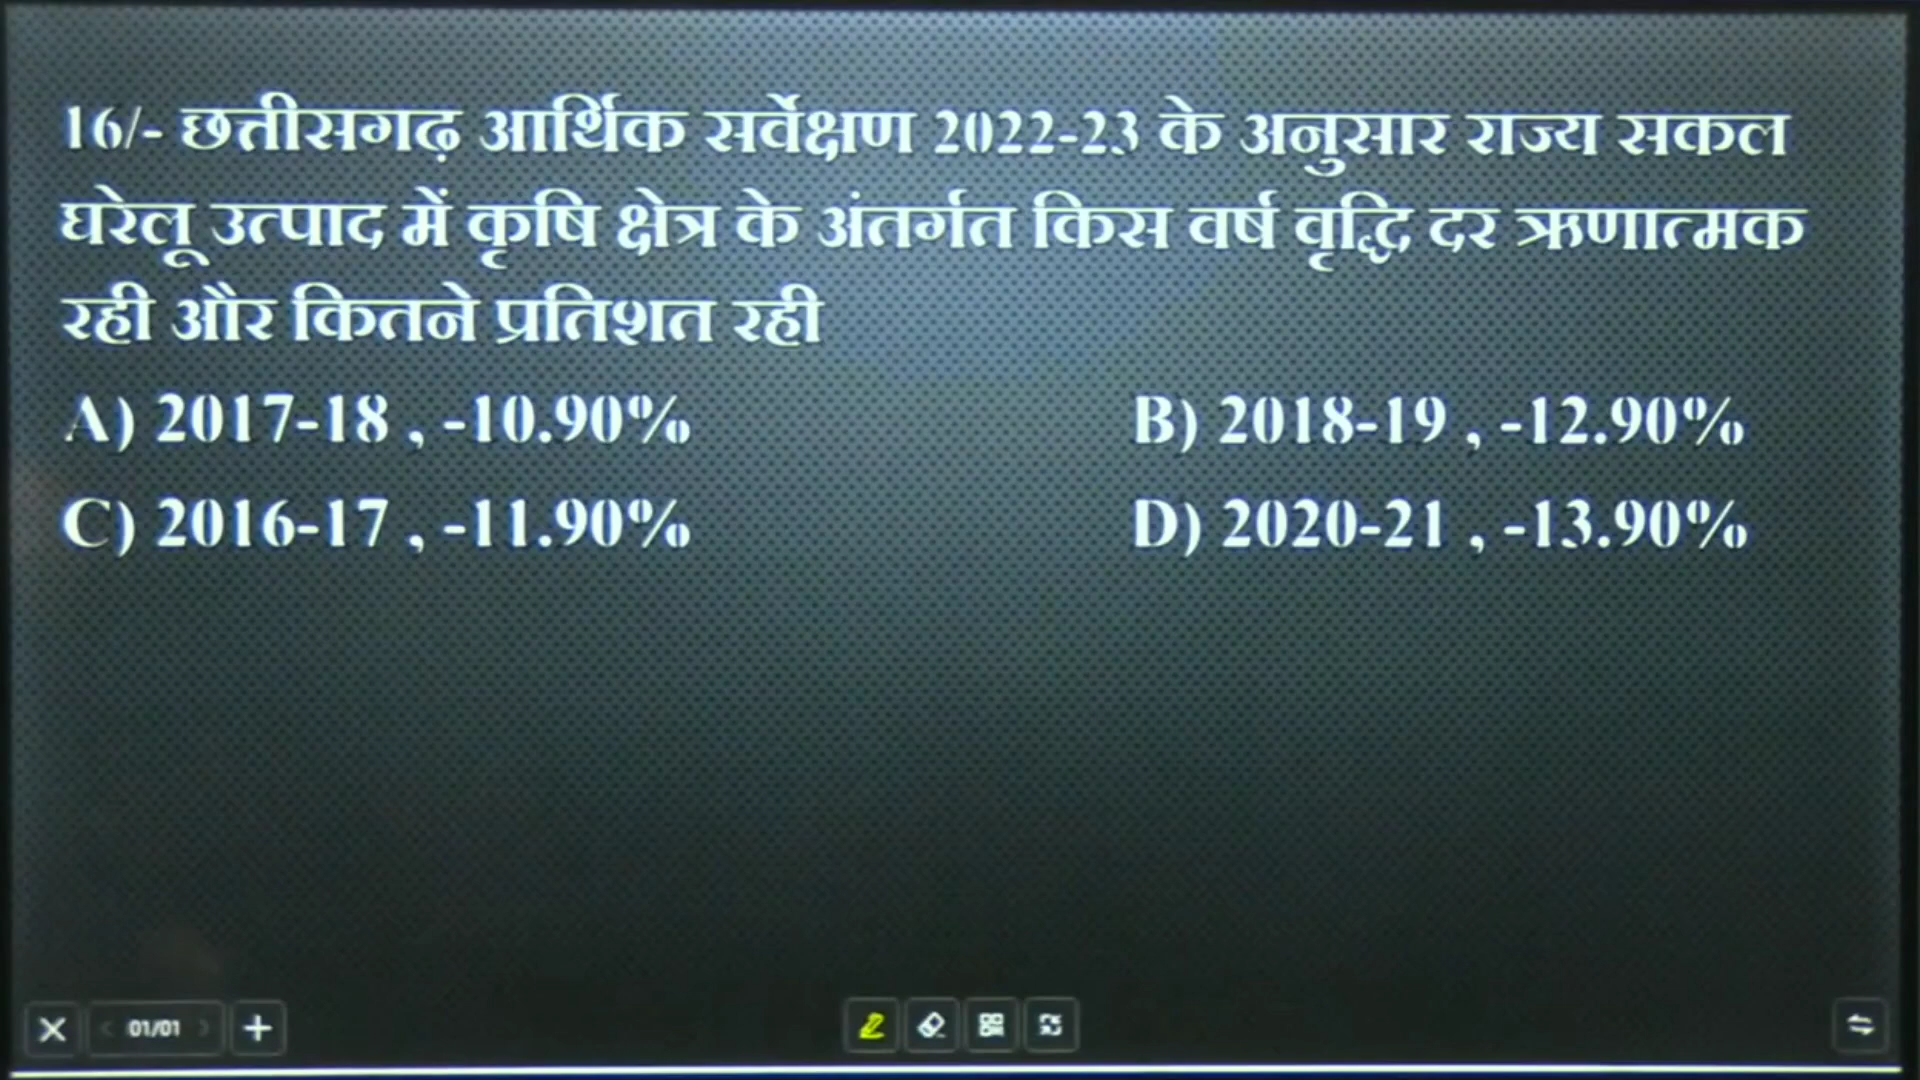 16/- छत्तीसगढ़ आर्थिक सर्वेक्षण 2022-23 के अनुसार राज्य सकल
घरेलू उत्पाद में कृषि क्षेत्र के अंतर्गत किस वर्ष वृद्धि दर ऋणात्मक
रही और कितने प्रतिशत रही
A) 2017-18 , -10.90% B) 2018-19 , -12.90%
C) 2016-17 , -11.90% D) 2020-21 , -13.90%
01/01